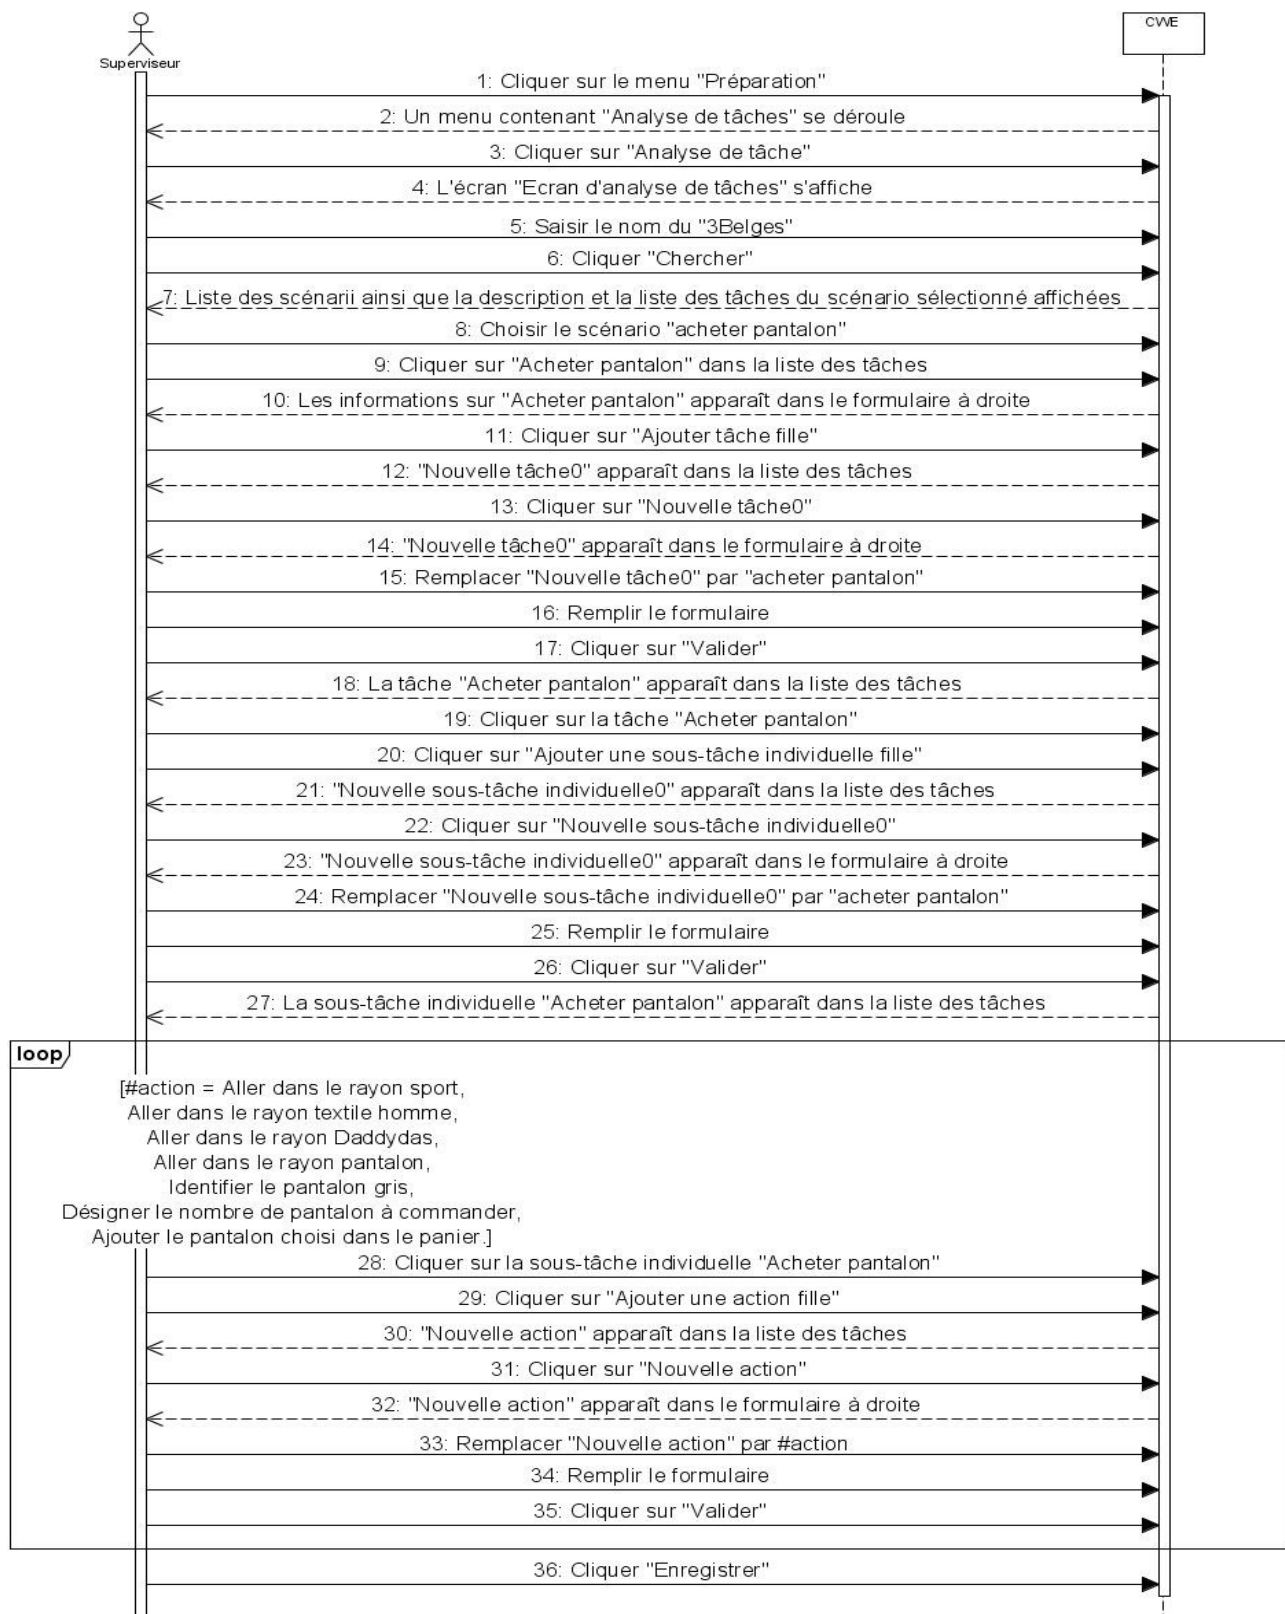 CVVE
Superviseur
1: Cliquer sur le menu "Préparation"
2: Un menu contenant "Analyse de tâches" se déroule
3: Cliquer sur "Analyse de tâche"
4: L'écran "Ecran d'analyse de tâches" s'affiche
5: Saisir le nom du "3Belges"
6: Cliquer "Chercher"
7: Liste des scénarii ainsi que la description et la liste des tâches du scénario sélectionné affichées
8: Choisir le scénario "acheter pantalon"
9: Cliquer sur "Acheter pantalon" dans la liste des tâches
10: Les informations sur "Acheter pantalon" apparaît dans le formulaire à droite
11: Cliquer sur "Ajouter tâche fille"
12: "Nouvelle tâche0" apparaît dans la liste des tâches
13: Cliquer sur "Nouvelle tâche0"
14: "Nouvelle tâche0" apparaît dans le formulaire à droite
15: Remplacer "Nouvelle tâche0" par "acheter pantalon"
16: Remplir le formulaire
17: Cliquer sur "Valider"
18: La tâche "Acheter pantalon" apparaît dans la liste des tâches
19: Cliquer sur la tâche "Acheter pantalon"
20: Cliquer sur "Ajouter une sous-tâche individuelle fille"
21: "Nouvelle sous-tâche individuelle0" apparaît dans la liste des tâches
22: Cliquer sur "Nouvelle sous-tâche individuelle0"
23: "Nouvelle sous-tâche individuelle0" apparaît dans le formulaire à droite
24: Remplacer "Nouvelle sous-tâche individuelle0" par "acheter pantalon"
25: Remplir le formulaire
26: Cliquer sur "Valider"
27: La sous-tâche individuelle "Acheter pantalon" apparaît dans la liste des tâches
loop
[#action = Aller dans le rayon sport,
Aller dans le rayon textile homme,
Aller dans le rayon Daddydas,
Aller dans le rayon pantalon,
Identifier le pantalon gris,
Désigner le nombre de pantalon à commander,
Ajouter le pantalon choisi dans le panier.]
28: Cliquer sur la sous-tâche individuelle "Acheter pantalon"
29: Cliquer sur "Ajouter une action fille"
30: "Nouvelle action" apparaît dans la liste des tâches
31: Cliquer sur "Nouvelle action"
32: "Nouvelle action" apparaît dans le formulaire à droite
33: Remplacer "Nouvelle action" par #action
34: Remplir le formulaire
35: Cliquer sur "Valider"
36: Cliquer "Enregistrer"